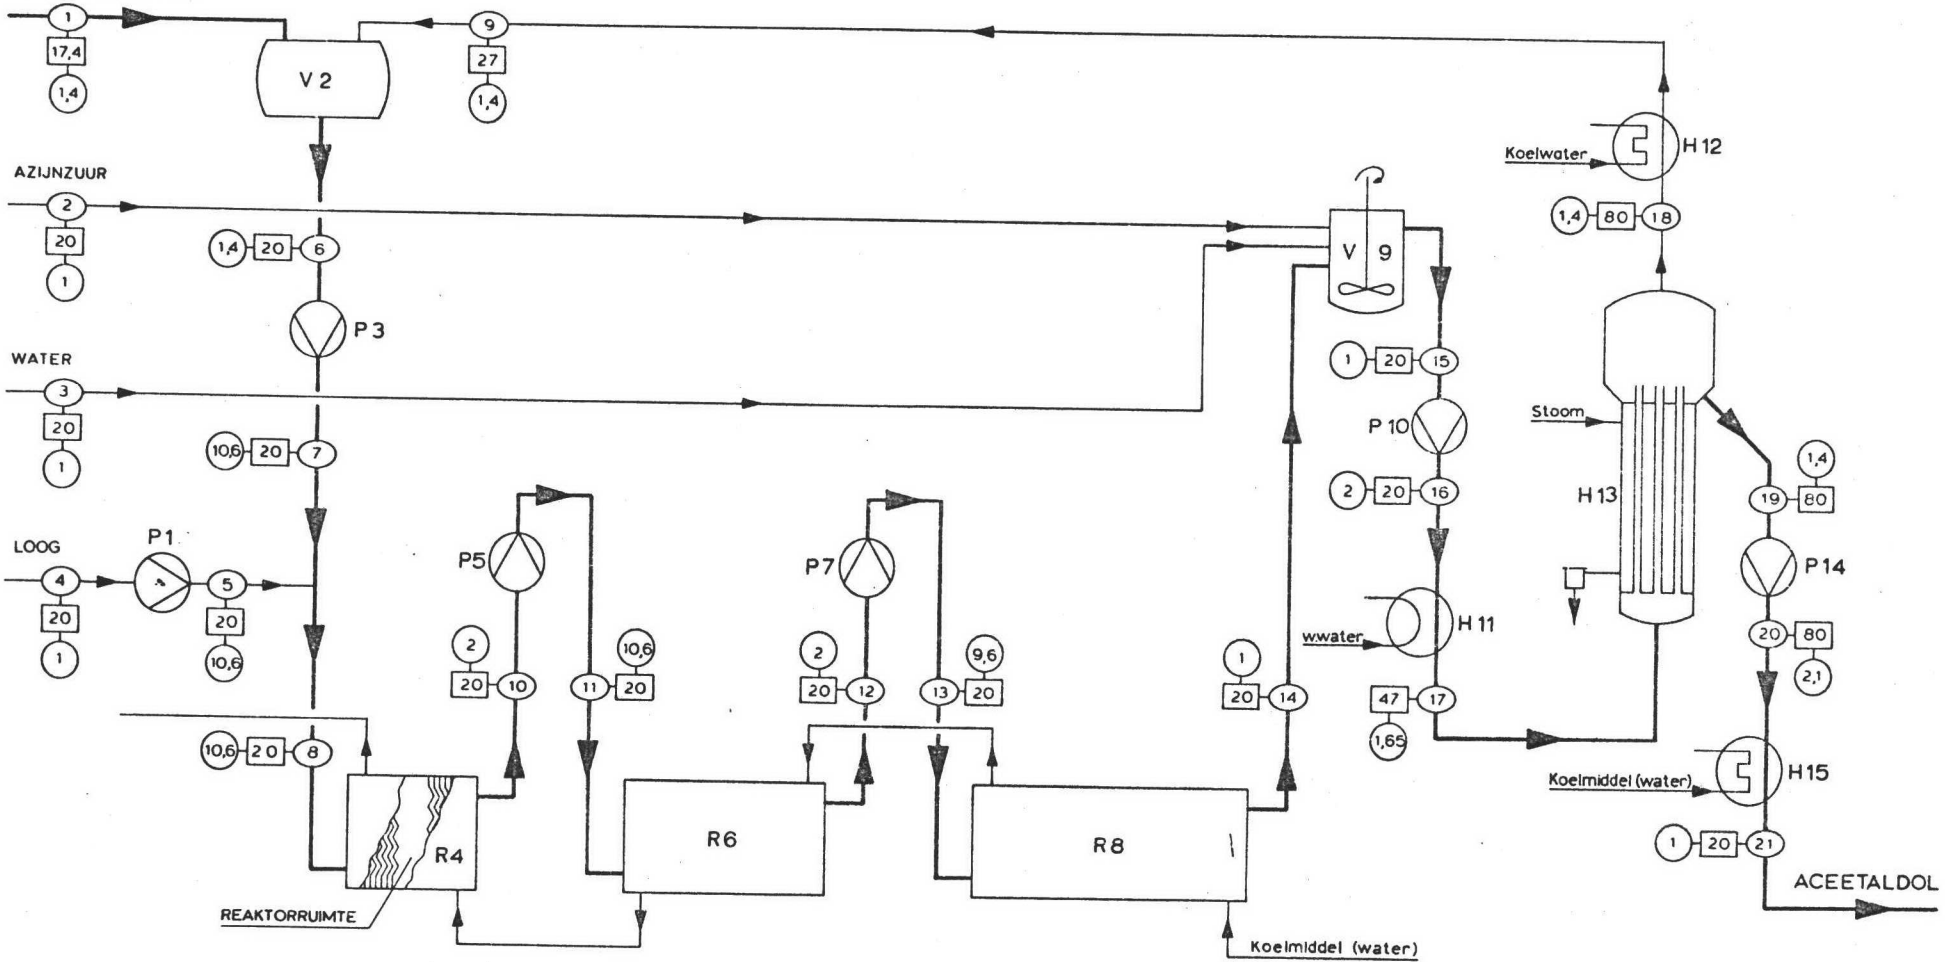 1
17,4
1,4
V 2
9
27
1,4
AZIJNZUUR
2
20
1
1,4
20
6
P 3
WATER
3
20
1
10,6
20
7
LOOG
4
20
1
P 1
5
20
10,6
10,6
20
8
R4
REAKTORRUIMTE
P5
2
20
10
11
10,6
20
R6
P7
2
20
12
13
9,6
20
R8
Koelmiddel (water)
1
20
14
V 9
1
20
15
P 10
2
20
16
w.water
H 11
47
17
1,65
Koelwater
H 12
1,4
80
18
Stoom
H 13
1,4
19
80
P 14
20
80
2,1
Koelmiddel (water)
H 15
1
20
21
ACEETALDOL